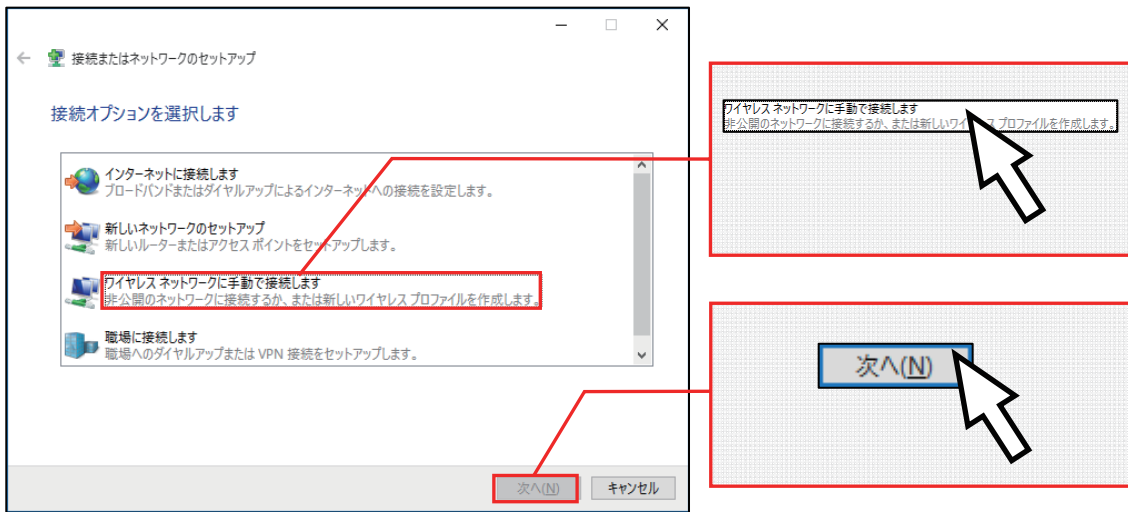 接続またはネットワークのセットアップ
接続オプションを選択します
インターネットに接続します
ブロードバンドまたはダイヤルアップによるインターネットへの接続を設定します。
新しいネットワークのセットアップ
新しいルーターまたはアクセス ポイントをセットアップします。
ワイヤレス ネットワークに手動で接続します
非公開のネットワークに接続するか、または新しいワイヤレス プロファイルを作成します。
職場に接続します
職場へのダイヤルアップまたは VPN 接続をセットアップします。
次へ(N)
キャンセル
ワイヤレス ネットワークに手動で接続します
非公開のネットワークに接続するか、または新しいワイヤレス プロファイルを作成します。
次へ(N)